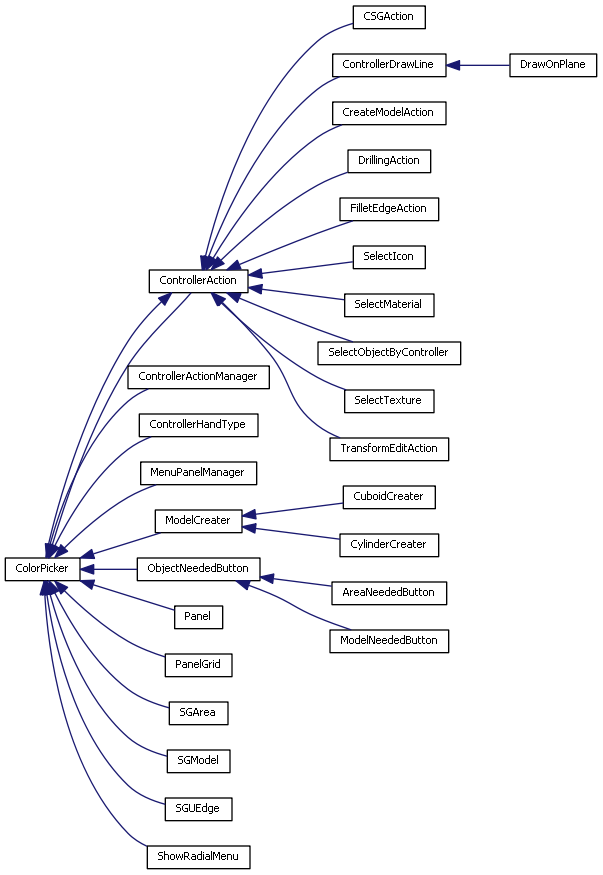 CSGAction
ControllerDrawLine
DrawOnPlane
CreateModelAction
DrillingAction
FilletEdgeAction
SelectIcon
ControllerAction
SelectMaterial
SelectObjectByController
ControllerActionManager
SelectTexture
ControllerHandType
TransformEditAction
MenuPanelManager
CuboidCreater
ModelCreater
CylinderCreater
ColorPicker
ObjectNeededButton
AreaNeededButton
Panel
ModelNeededButton
PanelGrid
SGArea
SGModel
SGUEdge
ShowRadialMenu